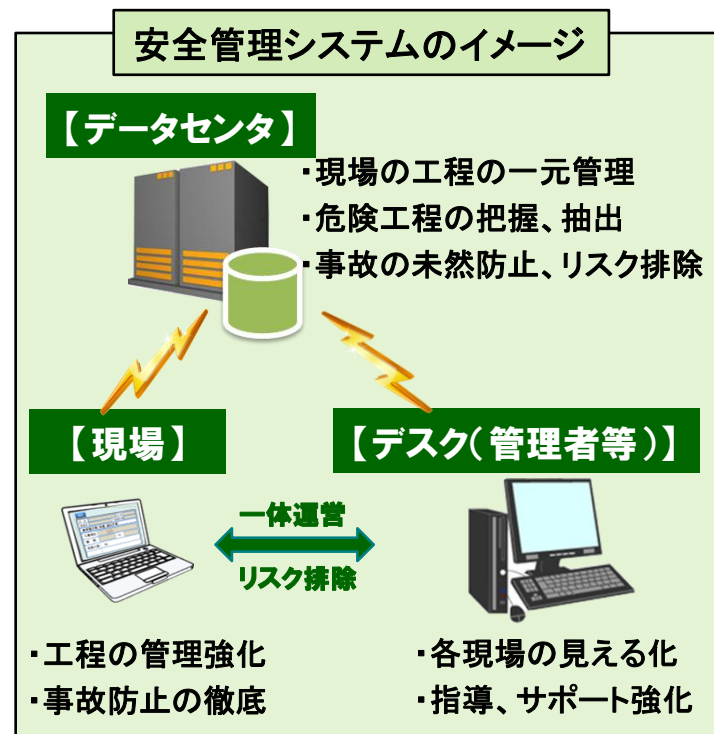 安全管理システムのイメージ
【データセンタ】
・現場の工程の一元管理
・危険工程の把握、抽出
・事故の未然防止、リスク排除
【現場】
【デスク(管理者等)】
一体運営
リスク排除
・工程の管理強化
・事故防止の徹底
・各現場の見える化
・指導、サポート強化